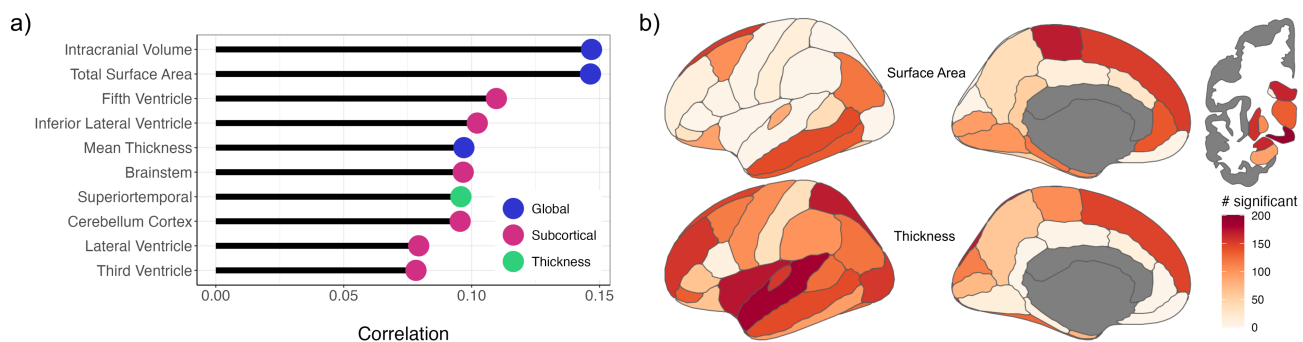 a)
Intracranial Volume
Total Surface Area
Fifth Ventricle
Inferior Lateral Ventricle
Mean Thickness
Brainstem
Superiortemporal
Cerebellum Cortex
Lateral Ventricle
Third Ventricle
0.00 0.05 0.10 0.15
Correlation
Global
Subcortical
Thickness
b)
Surface Area
Thickness
# significant
200
150
100
50
0